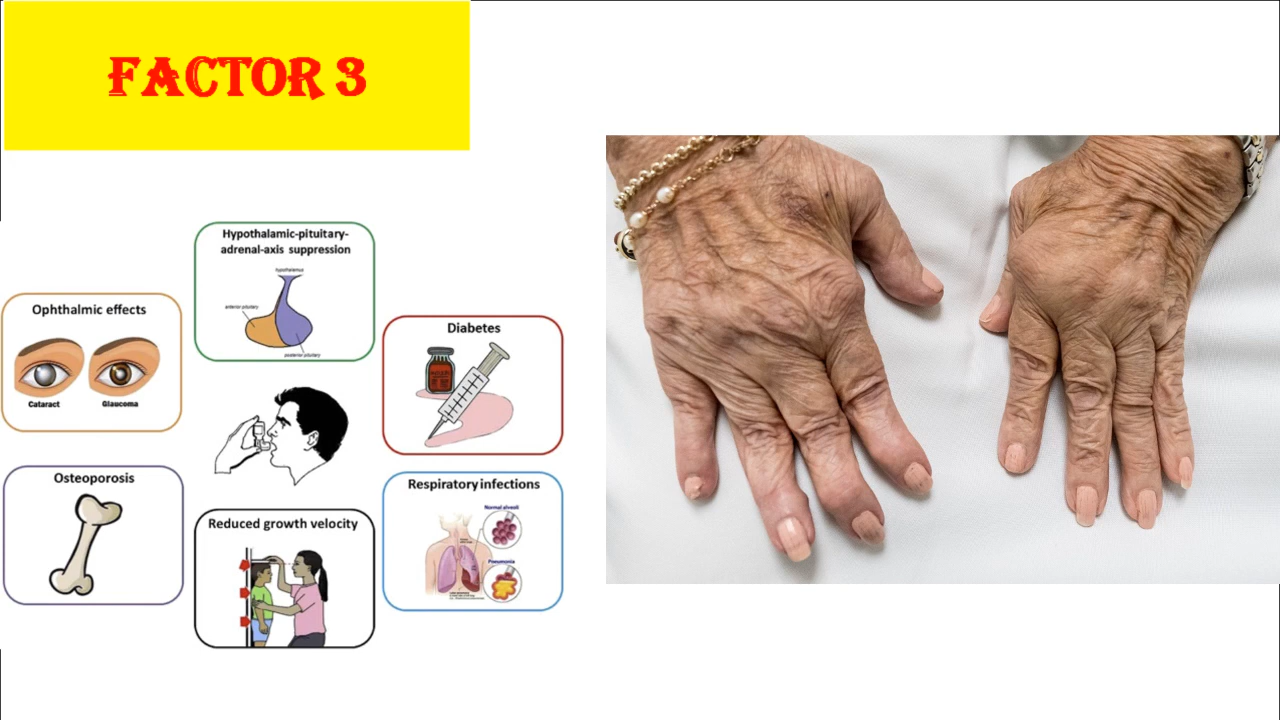 FACTOR 3
Hypothalamic-pituitary-
adrenal-axis suppression
hypothalamus
anterior pituitary
posterior pituitary
Ophthalmic effects
Cataract
Glaucoma
Diabetes
Osteoporosis
Reduced growth velocity
Respiratory infections
Normal alveoli
Pneumonia